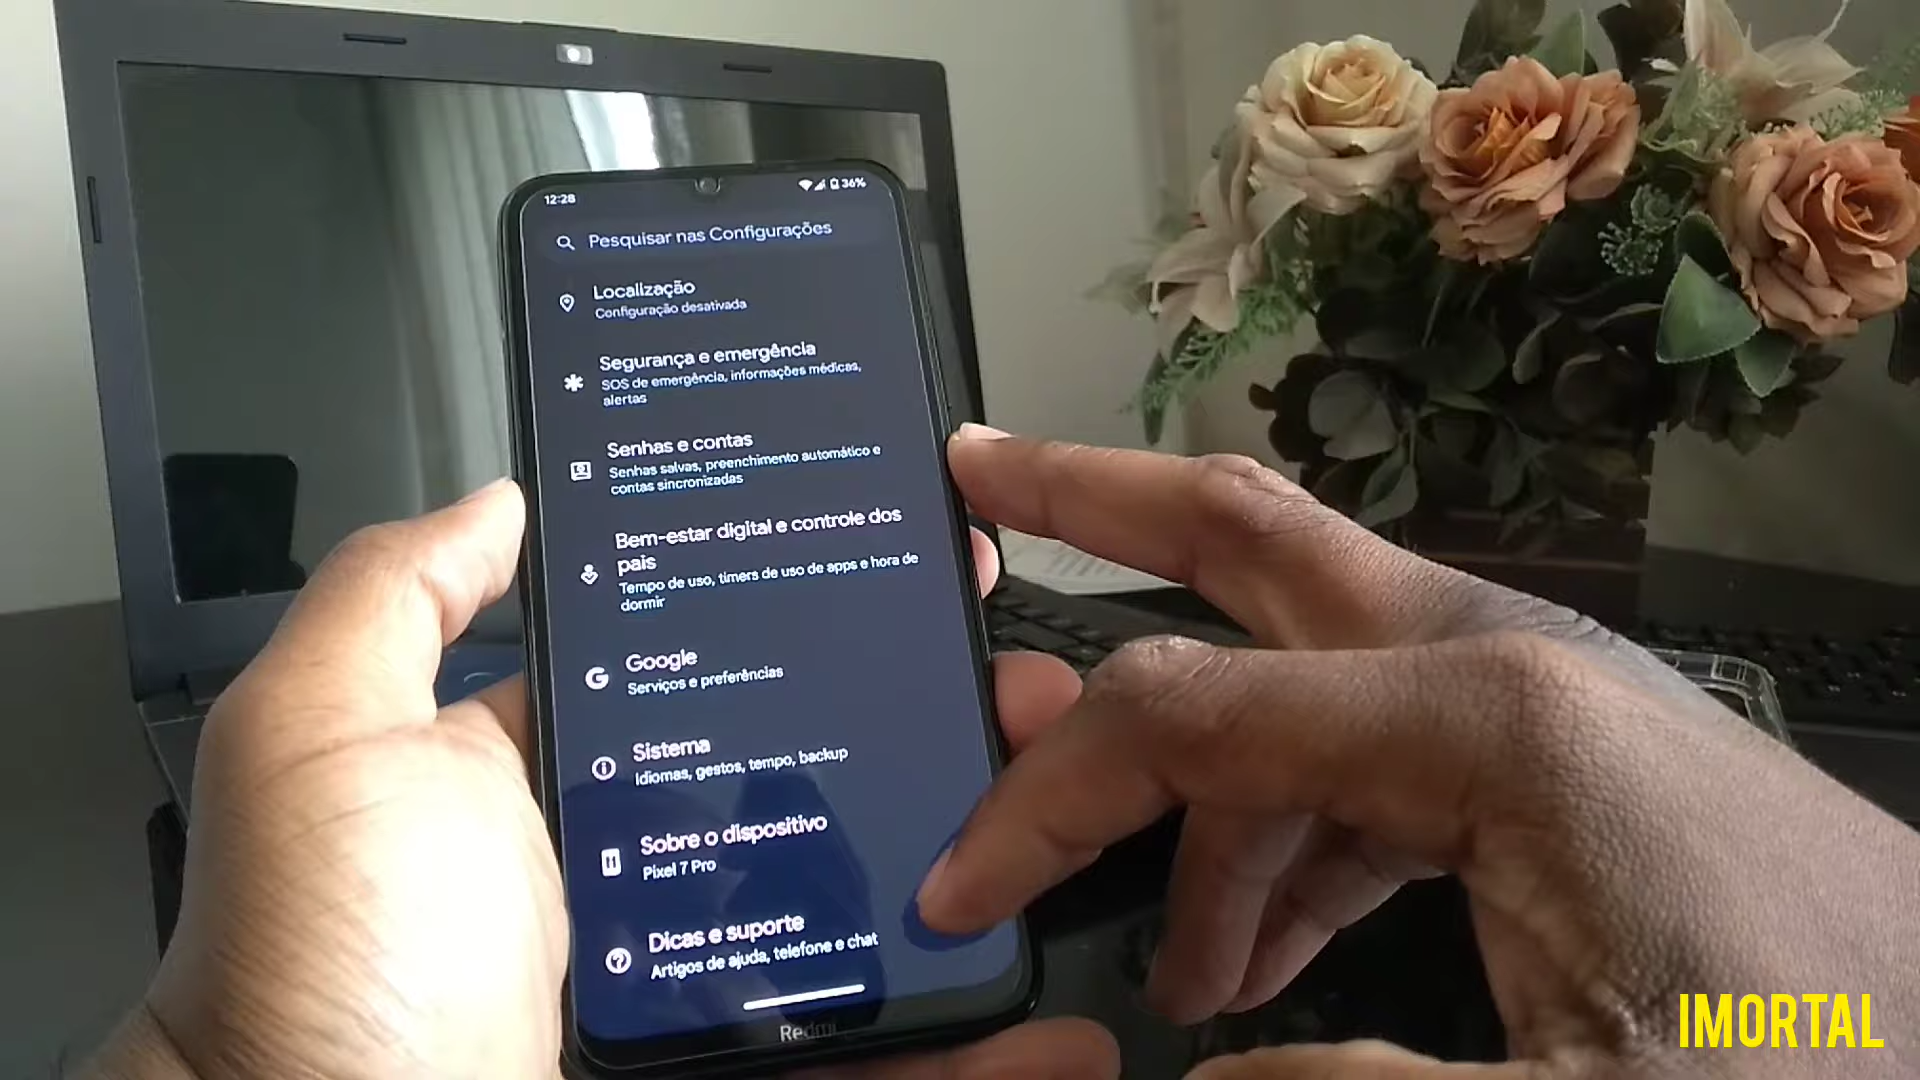 12:28
36%
Pesquisar nas Configurações
Localização
Configuração desativada
Segurança e emergência
SOS de emergência, informações médicas,
alertas
Senhas e contas
Senhas salvas, preenchimento automático e
contas sincronizadas
Bem-estar digital e controle dos
pais
Tempo de uso, timers de uso de apps e hora de
dormir
Google
Serviços e preferências
Sistema
Idiomas, gestos, tempo, backup
Sobre o dispositivo
Pixel 7 Pro
Dicas e suporte
Artigos de ajuda, telefone e chat
Redmi
IMORTAL